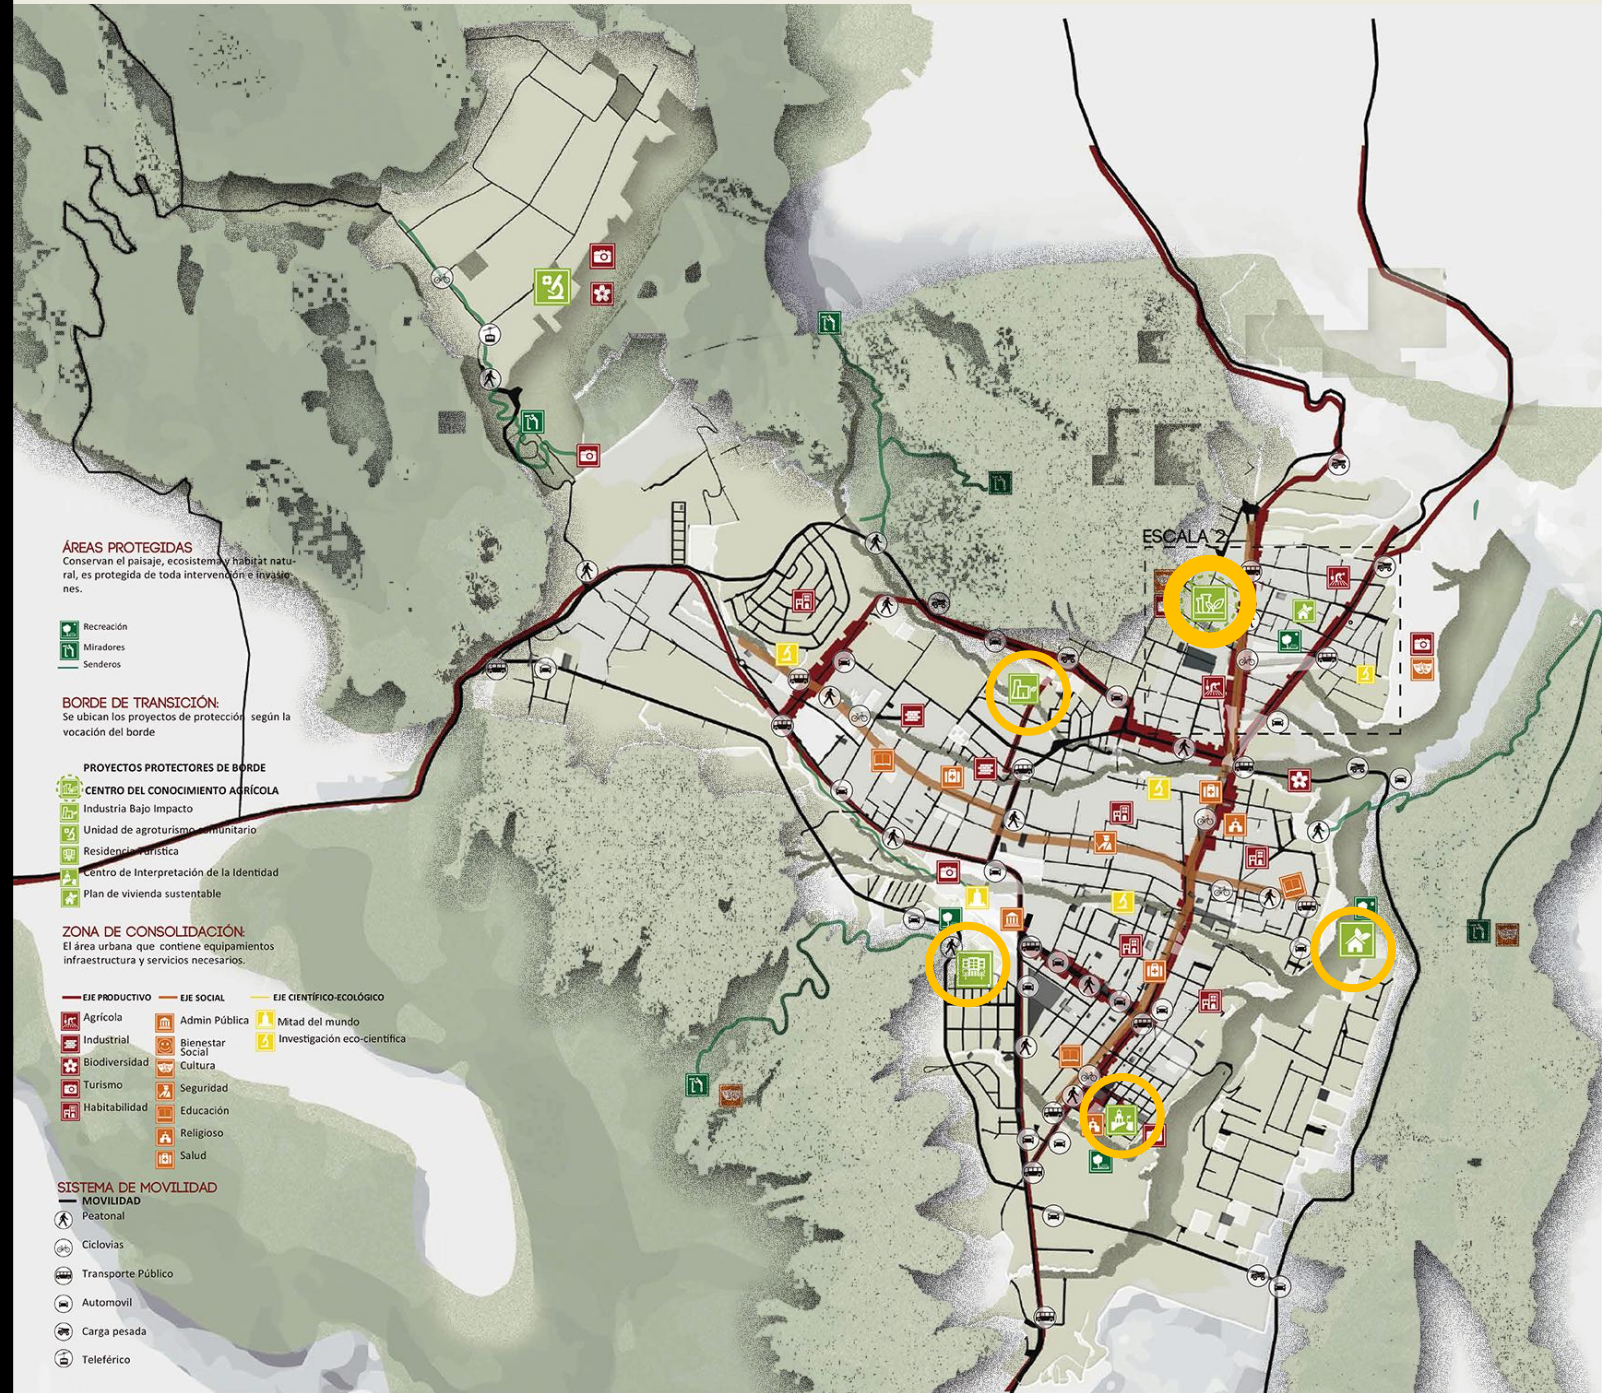 ESCALA 2
ÁREAS PROTEGIDAS
Conservan el paisaje, ecosistema y habitat natu-
ral, es protegida de toda intervención e invasio-
nes.
Recreación
Miradores
Senderos
BORDE DE TRANSICIÓN:
Se ubican los proyectos de protección según la
vocación del borde
PROYECTOS PROTECTORES DE BORDE
CENTRO DEL CONOCIMIENTO AGRÍCOLA
Industria Bajo Impacto
Unidad de agroturismo comunitario
Residencia Turística
Centro de Interpretación de la Identidad
Plan de vivienda sustentable
ZONA DE CONSOLIDACIÓN:
El área urbana que contiene equipamientos
infraestructura y servicios necesarios.
EJE PRODUCTIVO
Agrícola
Industrial
Biodiversidad
Turismo
Habitabilidad
EJE SOCIAL
Admin Pública
Bienestar
Social
Cultura
Seguridad
Educación
Religioso
Salud
EJE CIENTÍFICO-ECOLÓGICO
Mitad del mundo
Investigación eco-científica
SISTEMA DE MOVILIDAD
MOVILIDAD
Peatonal
Ciclovias
Transporte Público
Automovil
Carga pesada
Teleférico